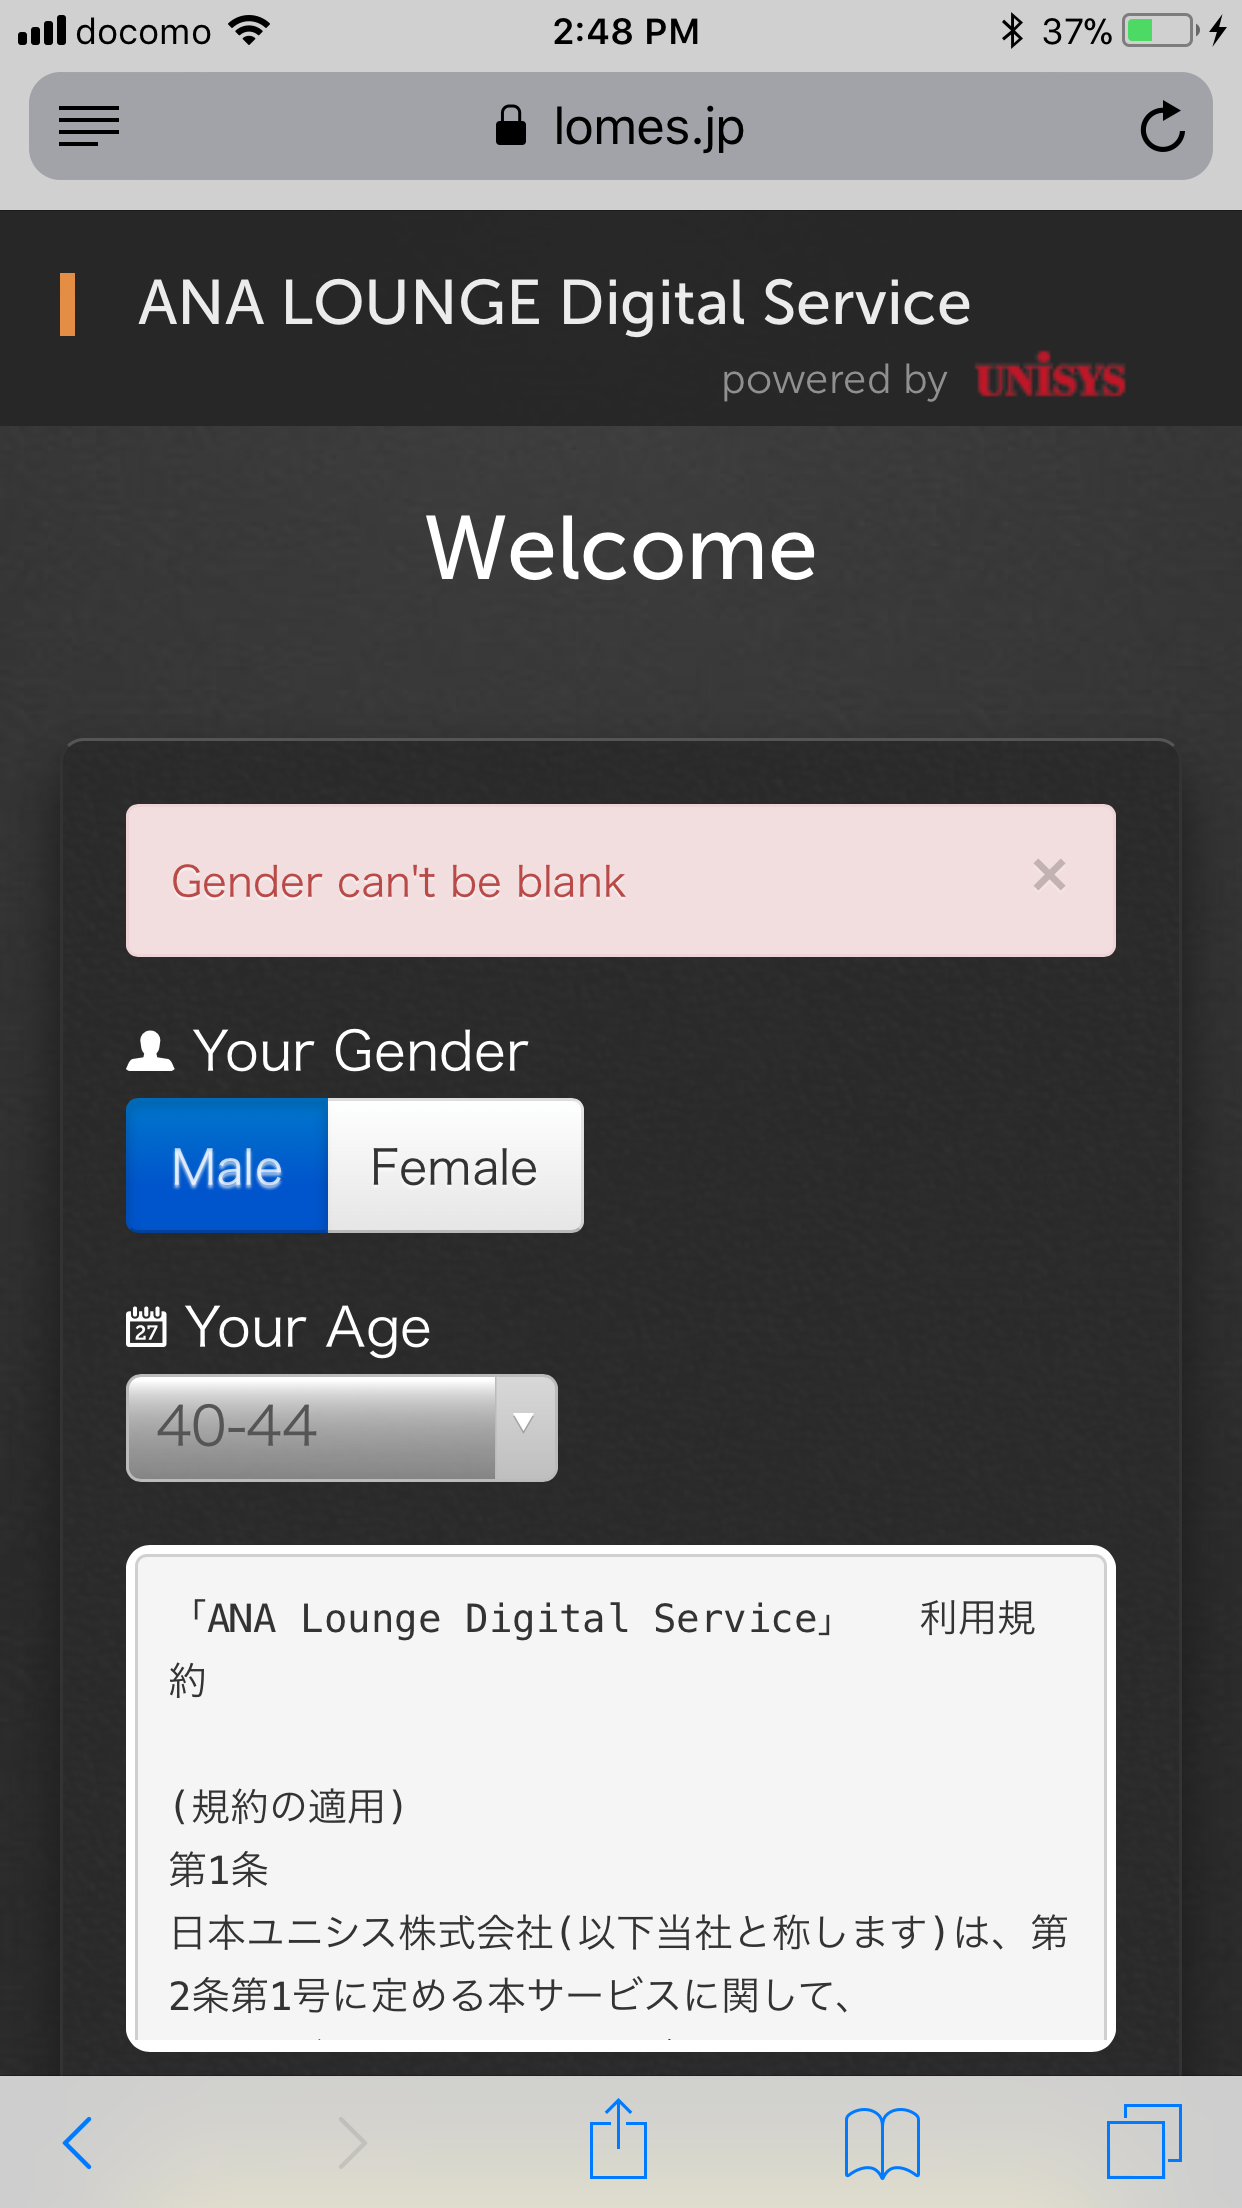 docomo 2:48 PM 37%
lomes.jp
ANA LOUNGE Digital Service
powered by UNISYS
Welcome
Gender can't be blank ×
Your Gender
Male Female
27 Your Age
40-44
「ANA Lounge Digital Service」　利用規
約
(規約の適用)
第1条
日本ユニシス株式会社(以下当社と称します)は、第
2条第1号に定める本サービスに関して、